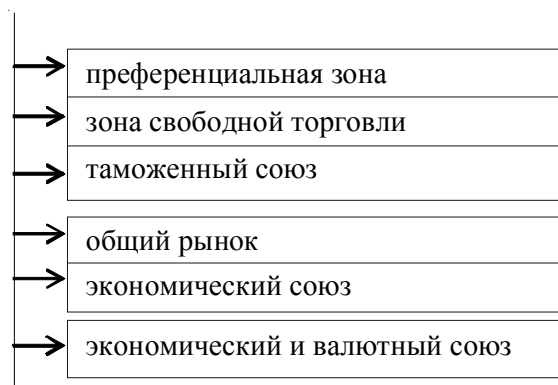 преференциальная зона
зона свободной торговли
таможенный союз
общий рынок
экономический союз
экономический и валютный союз